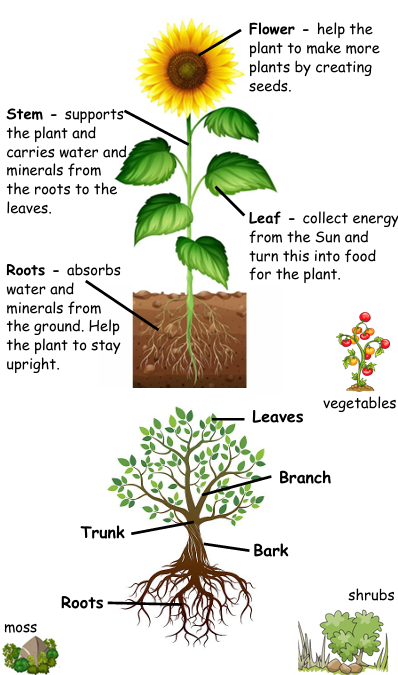 Flower - help the
plant to make more
plants by creating
seeds.
Stem - supports
the plant and
carries water and
minerals from
the roots to the
leaves.
Leaf - collect energy
from the Sun and
turn this into food
for the plant.
Roots - absorbs
water and
minerals from
the ground. Help
the plant to stay
upright.
vegetables
Leaves
Branch
Trunk
Bark
Roots
shrubs
moss